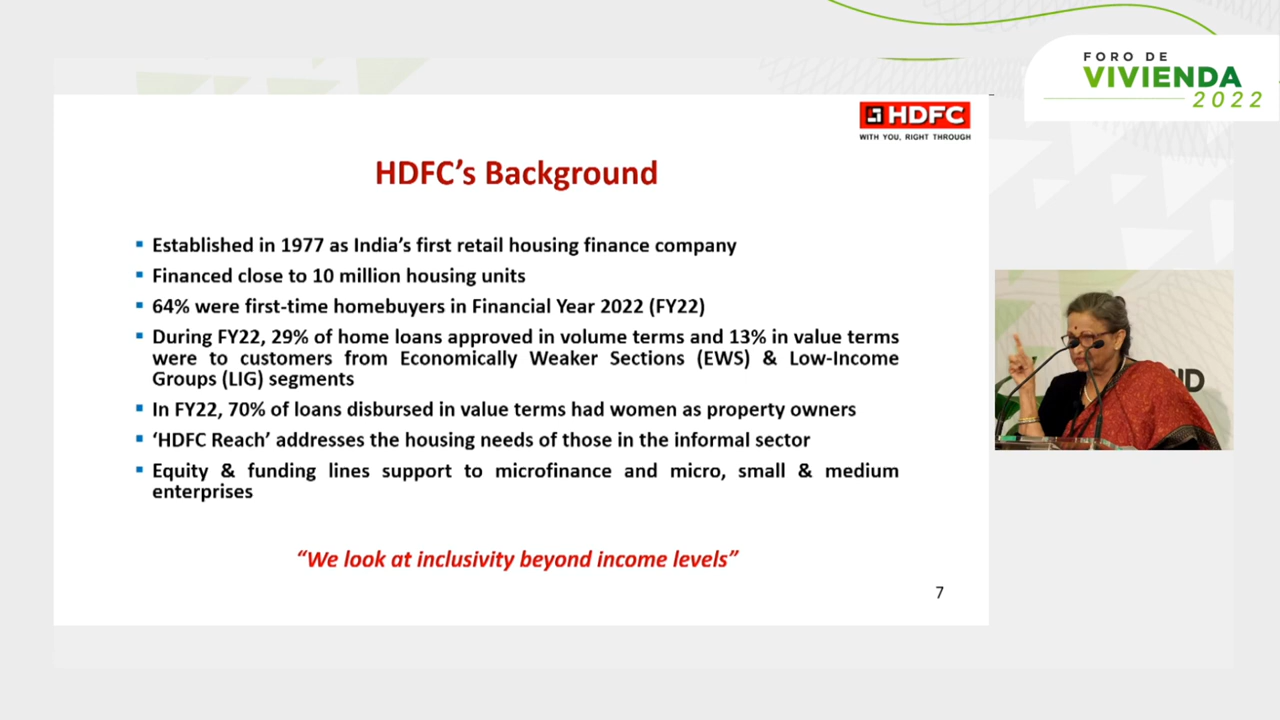 FORO DE
VIVIENDA
2022
HDFC
WITH YOU, RIGHT THROUGH
HDFC’s Background
▪ Established in 1977 as India’s first retail housing finance company
▪ Financed close to 10 million housing units
▪ 64% were first-time homebuyers in Financial Year 2022 (FY22)
▪ During FY22, 29% of home loans approved in volume terms and 13% in value terms
were to customers from Economically Weaker Sections (EWS) & Low-Income
Groups (LIG) segments
▪ In FY22, 70% of loans disbursed in value terms had women as property owners
▪ ‘HDFC Reach’ addresses the housing needs of those in the informal sector
▪ Equity & funding lines support to microfinance and micro, small & medium
enterprises
“We look at inclusivity beyond income levels”
7